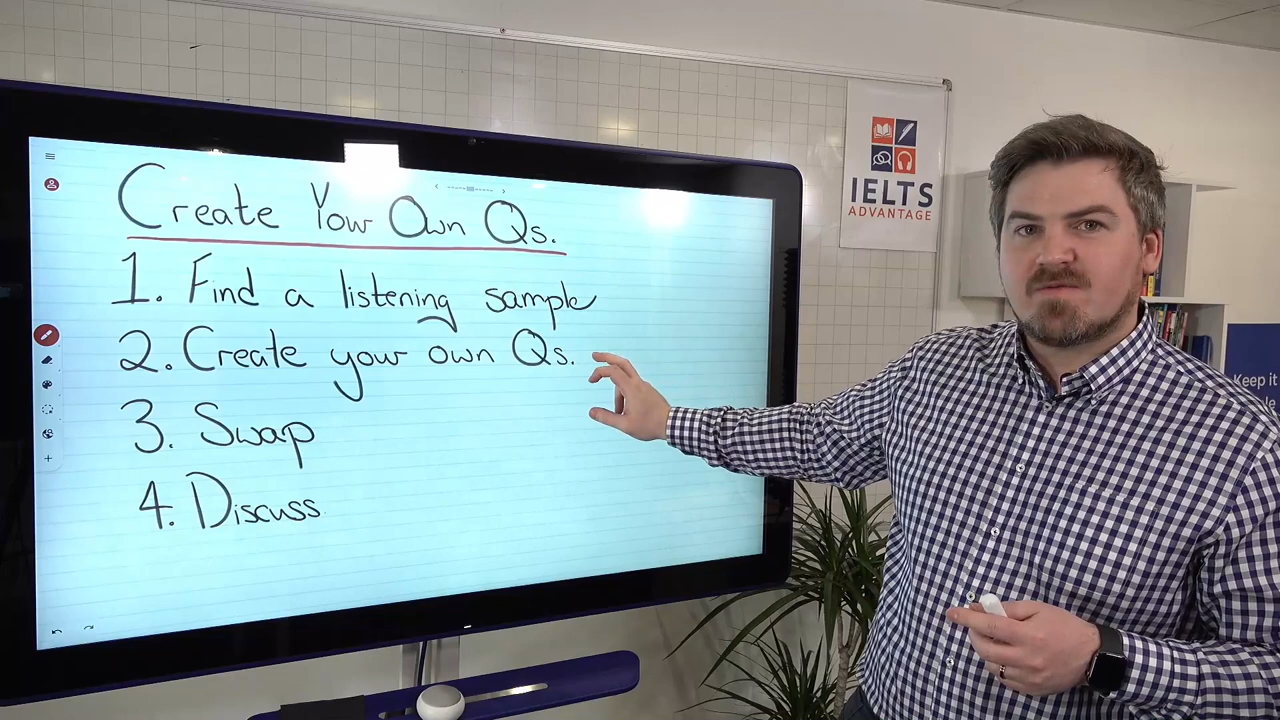 Create Your Own Qs.
1. Find a listening sample
2. Create your own Qs.
3. Swap
4. Discuss
IELTS
ADVANTAGE
Keep it